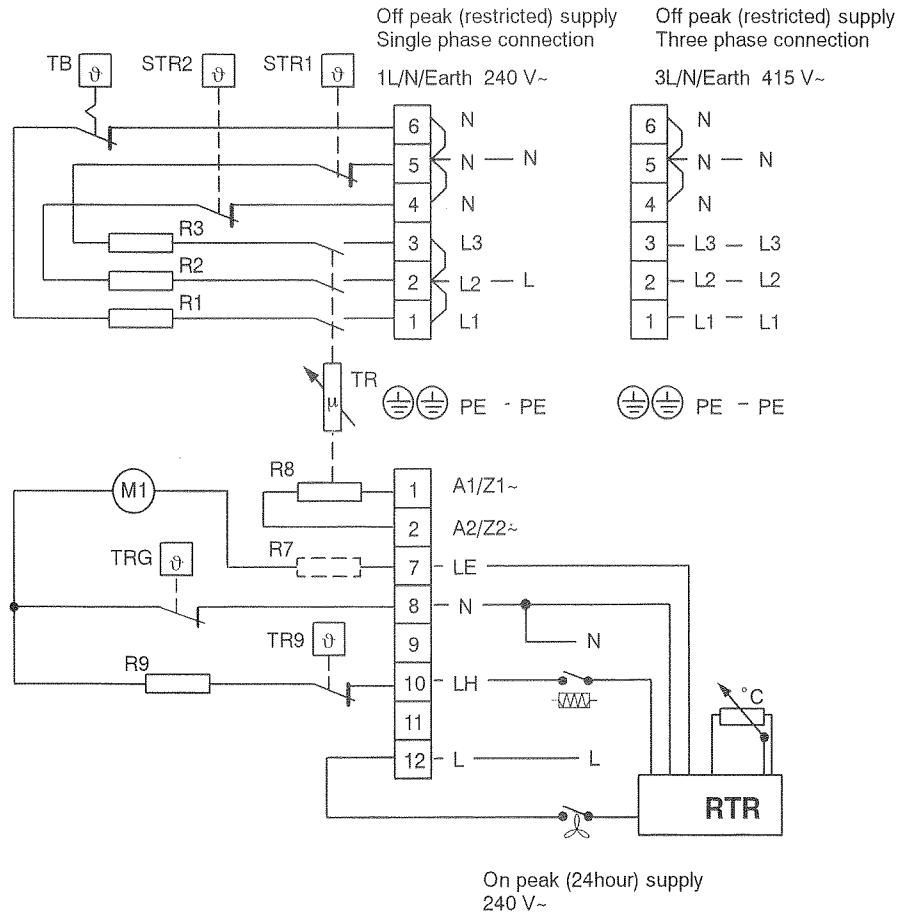 Off peak (restricted) supply
Single phase connection
1L/N/Earth 240 V~
Off peak (restricted) supply
Three phase connection
3L/N/Earth 415 V~
TB ϑ STR2 ϑ STR1 ϑ
6 N
5 N N
4 N
R3 3 L3
R2 2 L2 L
R1 1 L1
6 N
5 N N
4 N
3 L3 L3
2 L2 L2
1 L1 L1
TR μ
PE - PE
PE - PE
R8 1 A1/Z1~
2 A2/Z2~
M1
R7 7 LE
TRG ϑ
8 N
N
TR9 ϑ
9
R9 10 LH
11
12 L L
°C
RTR
On peak (24hour) supply
240 V~